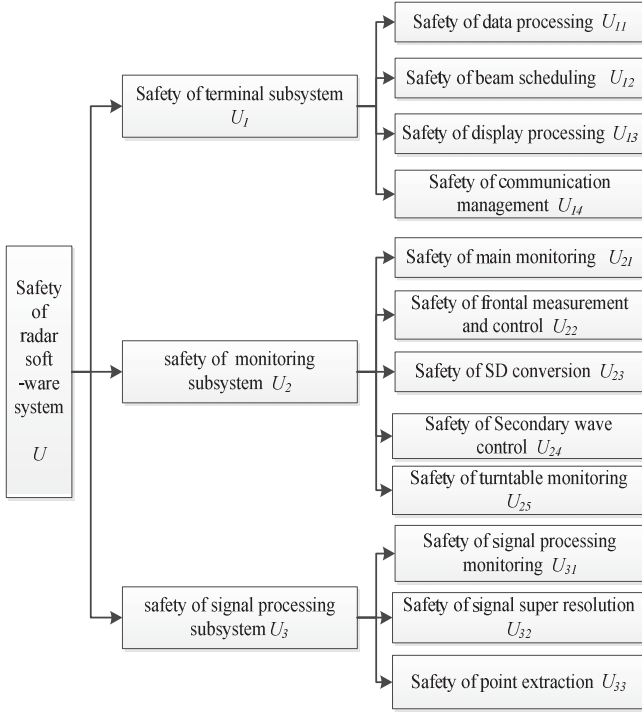 Safety
of
radar
soft
-ware
system
U
Safety of terminal subsystem
U1
safety of monitoring
subsystem U2
safety of signal processing
subsystem U3
Safety of data processing U11
Safety of beam scheduling U12
Safety of display processing U13
Safety of communication
management U14
Safety of main monitoring U21
Safety of frontal measurement
and control U22
Safety of SD conversion U23
Safety of Secondary wave
control U24
Safety of turntable monitoring
U25
Safety of signal processing
monitoring U31
Safety of signal super resolution
U32
Safety of point extraction U33